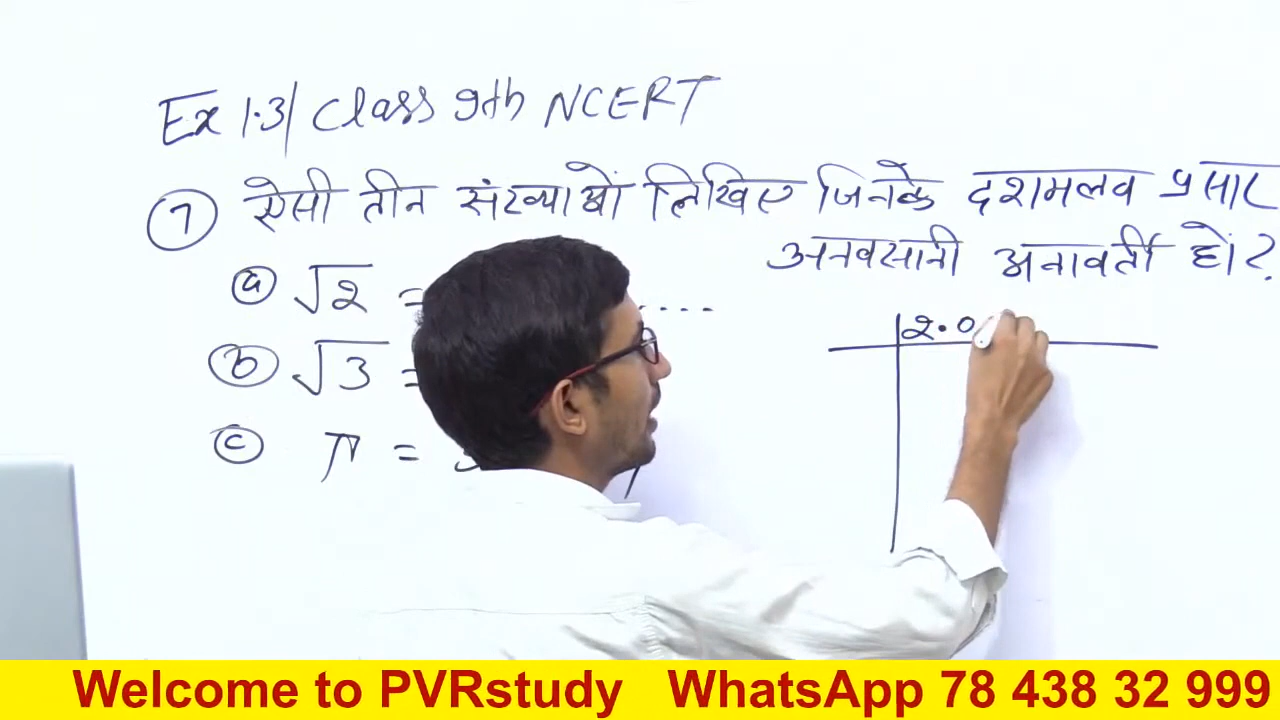 Ex 1.3/ Class 9th NCERT
7 ऐसी तीन संख्याओं लिखिए जिनके दशमलव प्रसार
अनवसानी अनावर्ती हों?
a √2 = ....
b √3 =
c π =
2.0
Welcome to PVRstudy WhatsApp 78 438 32 999